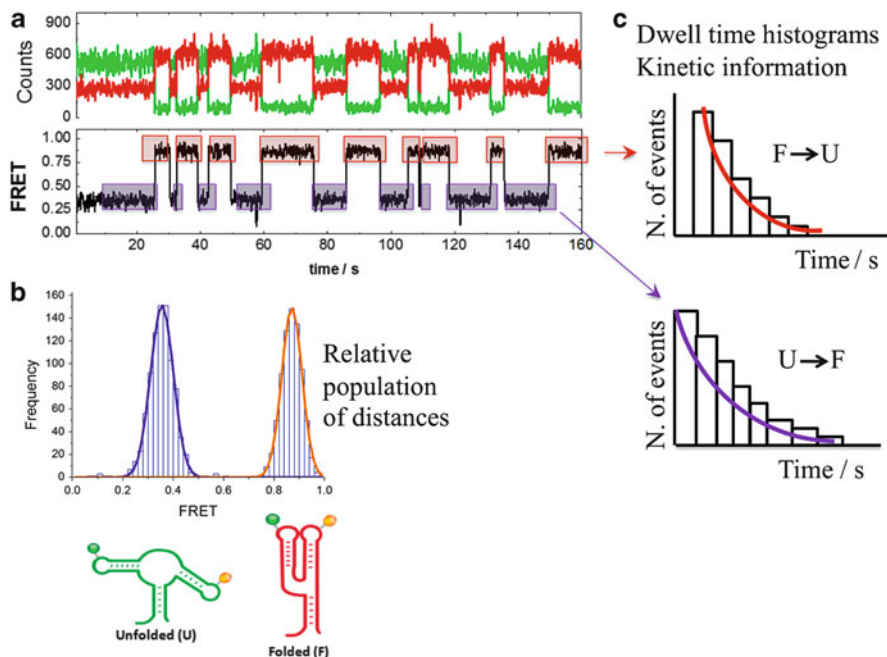 a
900
600
300
0
Counts
1.00
0.75
0.50
0.25
0.00
FRET
20 40 60 80 100 120 140 160
time / s
b
160
140
120
100
80
60
40
20
0
Frequency
0.0 0.2 0.4 0.6 0.8 1.0
FRET
Relative
population
of distances
Unfolded (U)
Folded (F)
c
Dwell time histograms
Kinetic information
N. of events
F→U
Time / s
N. of events
U→F
Time / s